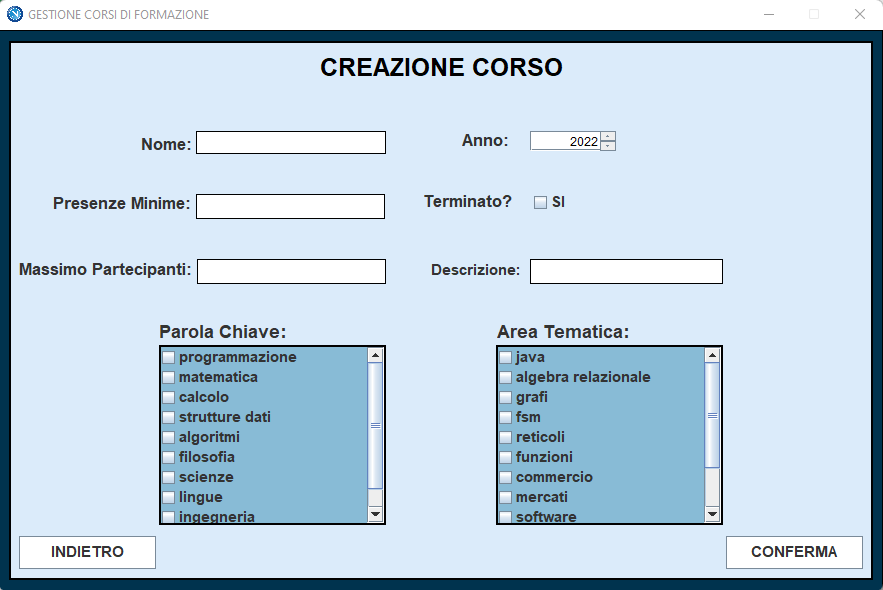 GESTIONE CORSI DI FORMAZIONE
CREAZIONE CORSO
Nome:
Anno: 2022
Presenze Minime:
Terminato? SI
Massimo Partecipanti:
Descrizione:
Parola Chiave:
programmazione
matematica
calcolo
strutture dati
algoritmi
filosofia
scienze
lingue
ingegneria
Area Tematica:
java
algebra relazionale
grafi
fsm
reticoli
funzioni
commercio
mercati
software
INDIETRO
CONFERMA